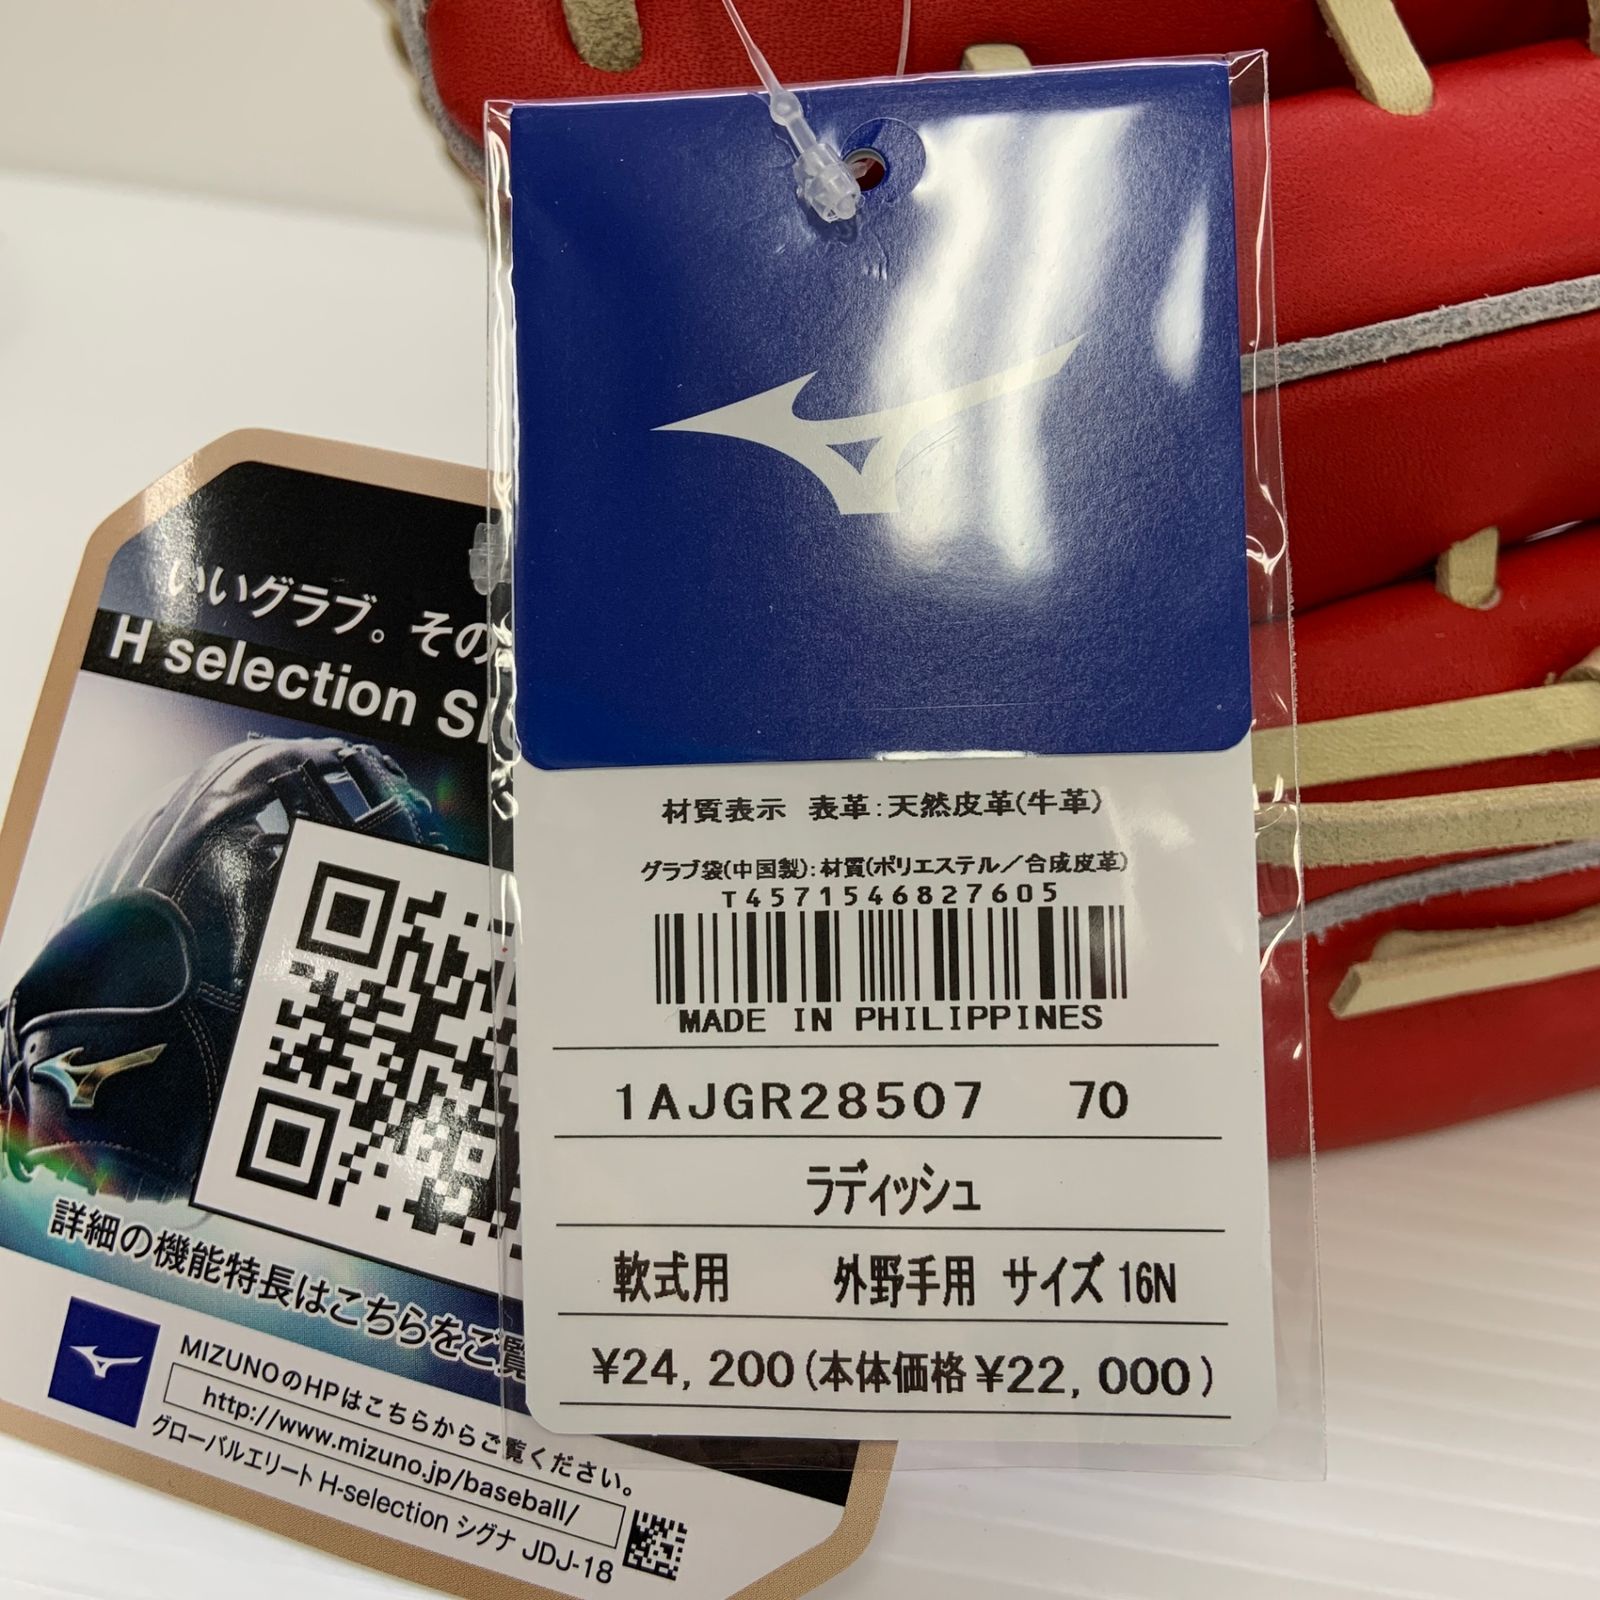 材質表示 表革:天然皮革(牛革)
グラブ袋(中国製):材質(ポリエステル/合成皮革)
T4571546827605
MADE IN PHILIPPINES
1AJGR28507 70
ラディッシュ
軟式用 外野手用 サイズ 16N
¥24,200(本体価格¥22,000)
いいグラブ。その
H selection
詳細の機能特長はこちらをご覧
MIZUNOのHPはこちらからご覧ください。
http://www.mizuno.jp/baseball/
グローバルエリート H-selection シグナ JDJ-18